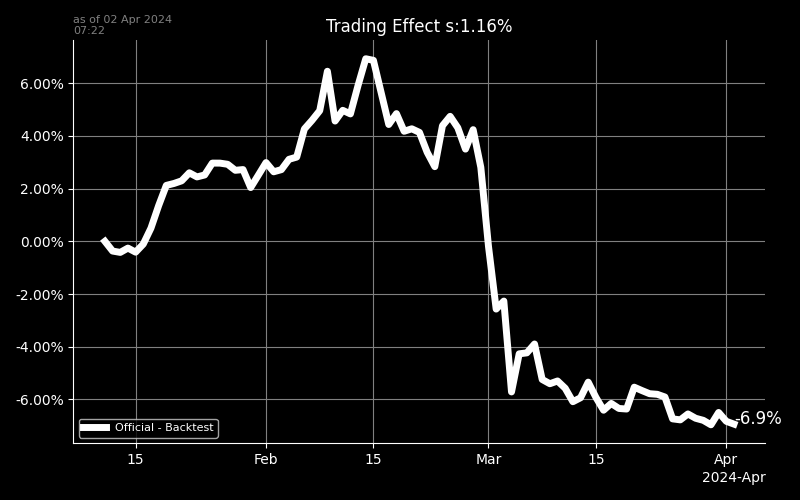 as of 02 Apr 2024
07:22
Trading Effect s:1.16%
6.00%
4.00%
2.00%
0.00%
-2.00%
-4.00%
-6.00%
-6.9%
Official - Backtest
15 Feb 15 Mar 15 Apr
2024-Apr